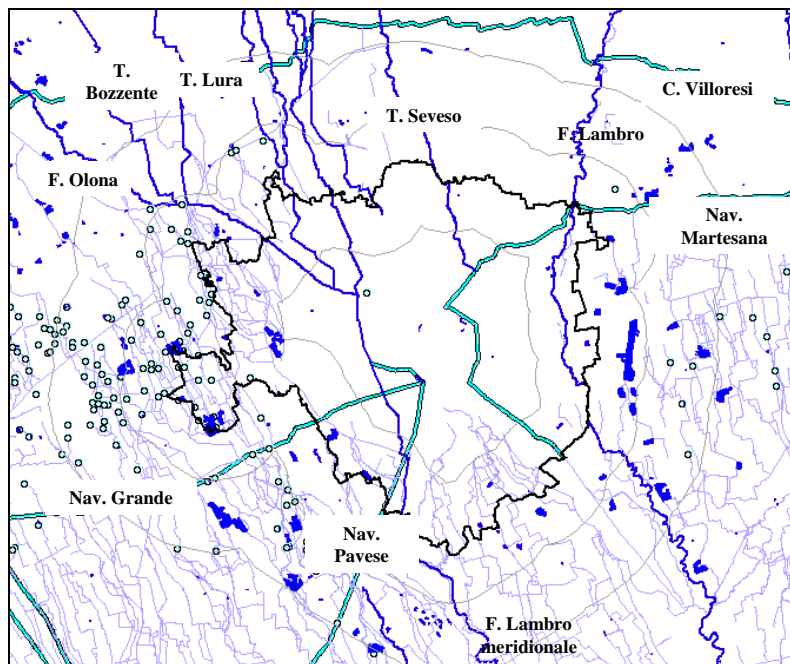 T.
Bozzente
T. Lura
C. Villoresi
T. Seveso
F. Lambro
F. Olona
Nav.
Martesana
Nav. Grande
Nav.
Pavese
F. Lambro
meridionale